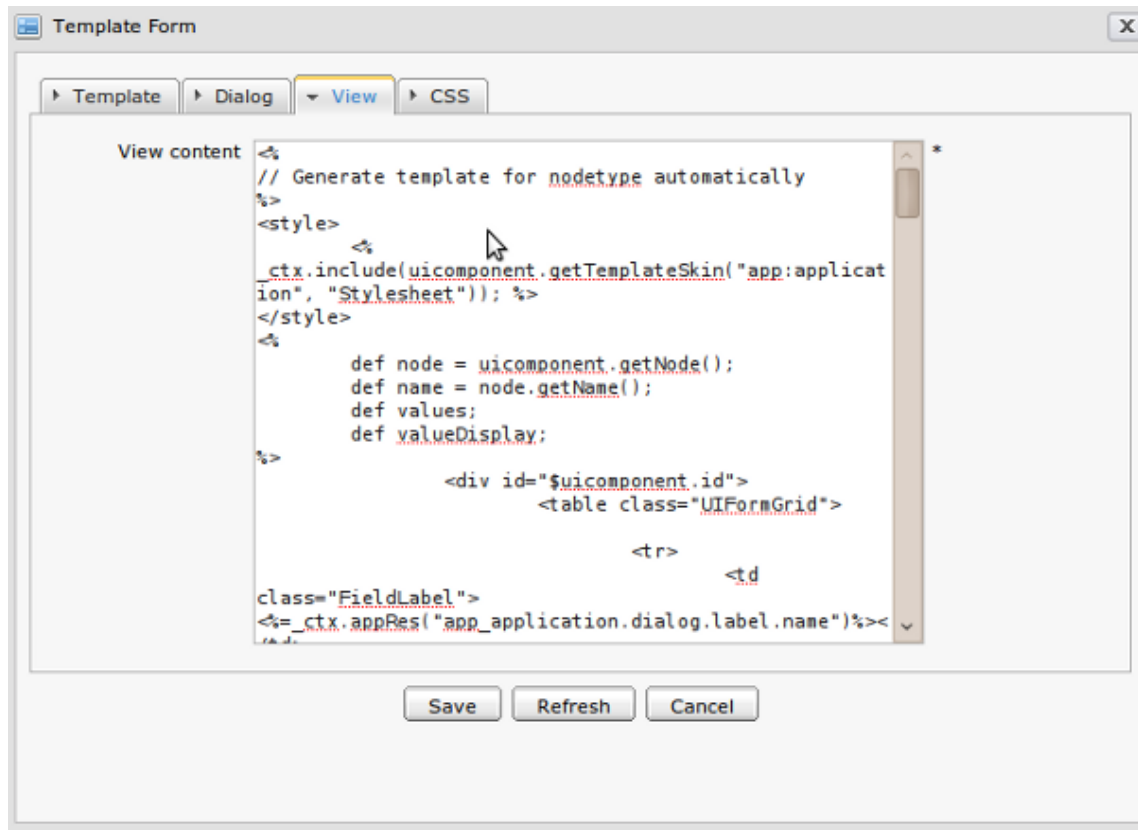 Template Form
X
Template Dialog View CSS
View content <% *
// Generate template for nodetype automatically
%>
<style>
<%
_ctx.include(uicomponent.getTemplateSkin("app:applicat
ion", "Stylesheet")); %>
</style>
<%
def node = uicomponent.getNode();
def name = node.getName();
def values;
def valueDisplay;
%>
<div id="$uicomponent.id">
<table class="UIFormGrid">
<tr>
<td
class="FieldLabel">
<%=_ctx.appRes("app_application.dialog.label.name")%><
Save Refresh Cancel